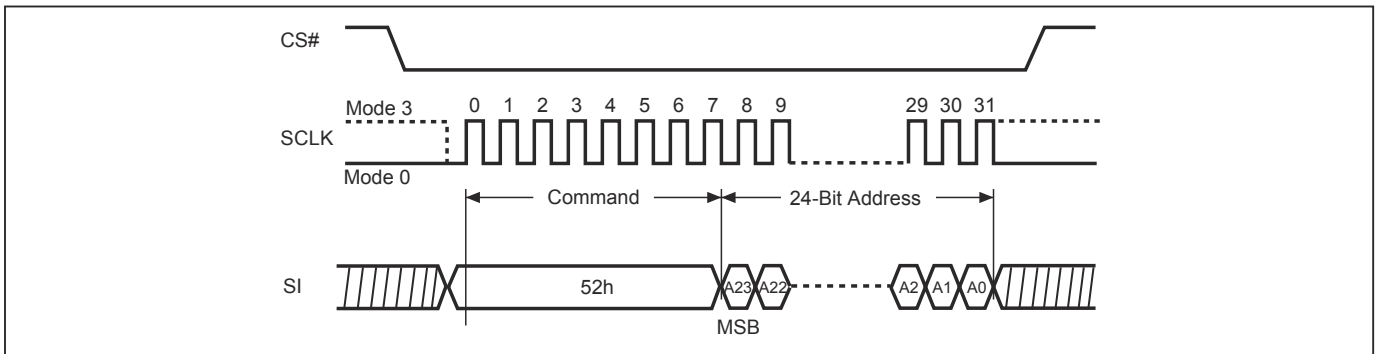 CS#
Mode 3 0 1 2 3 4 5 6 7 8 9 29 30 31
SCLK
Mode 0
Command 24-Bit Address
SI 52h A23 A22 A2 A1 A0
MSB